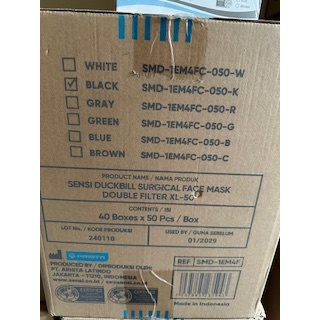 WHITE SMD-1EM4FC-050-W
BLACK SMD-1EM4FC-050-K
GRAY SMD-1EM4FC-050-R
GREEN SMD-1EM4FC-050-G
BLUE SMD-1EM4FC-050-B
BROWN SMD-1EM4FC-050-C
PRODUCT NAME / NAMA PRODUK
SENSI DUCKBILL SURGICAL FACE MASK
DOUBLE FILTER XL-50
CONTENTS / ISI
40 Boxes x 50 Pcs / Box
LOT No. / KODE PRODUKSI
240110
USED BY / GUNA SEBELUM
01/2029
ARISTA
PRODUCED BY / DIPRODUKSI OLEH:
PT. ARISTA LATINDO
JAKARTA - 11210, INDONESIA
REF SMD-1EM4F
Made in Indonesia